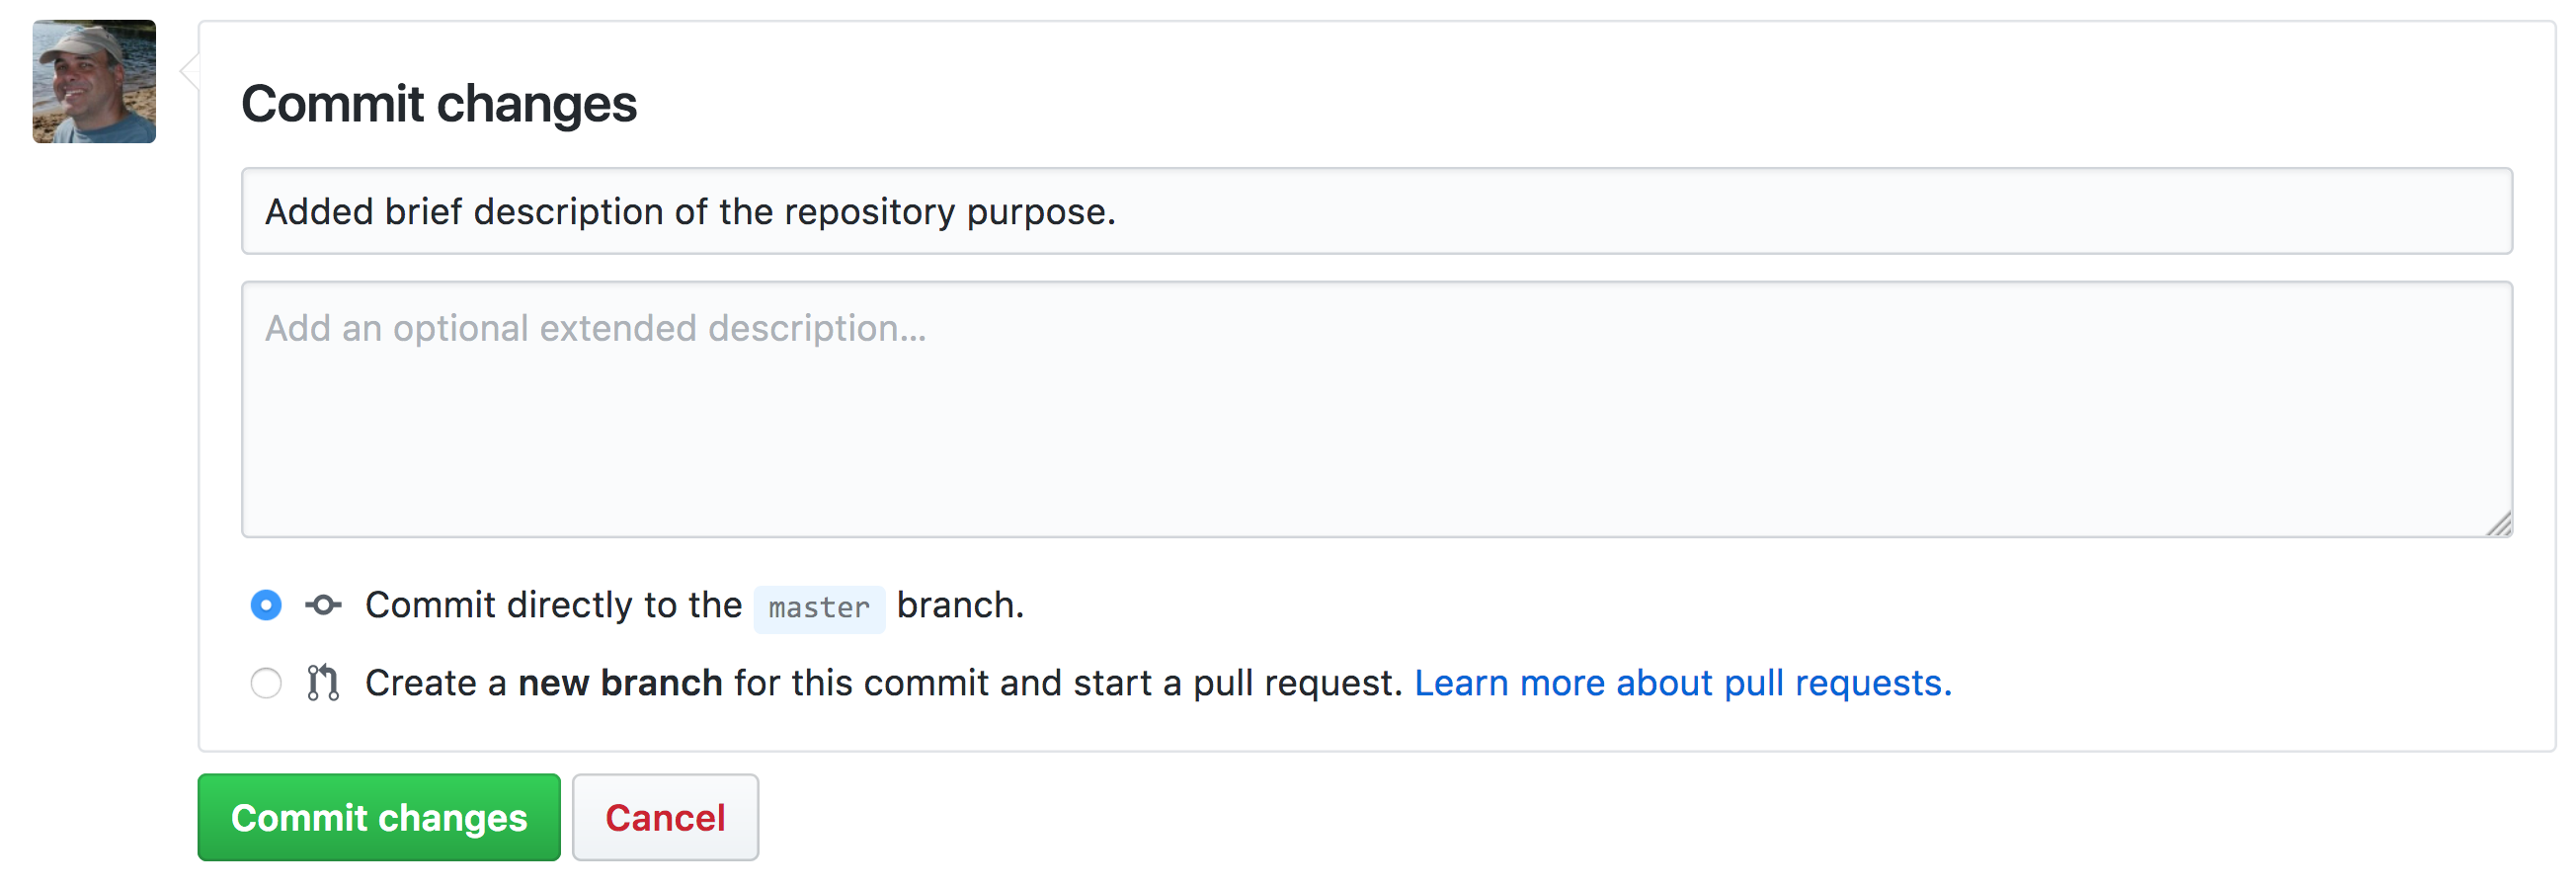 Commit changes
Added brief description of the repository purpose.
Add an optional extended description...
Commit directly to the master branch.
Create a new branch for this commit and start a pull request. Learn more about pull requests.
Commit changes Cancel